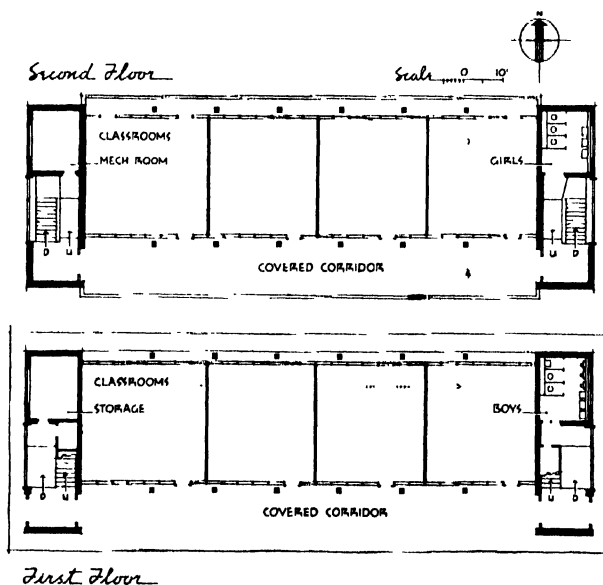 N
Second Floor
Scale 0 10'
CLASSROOMS
MECH ROOM
GIRLS
D U
U D
COVERED CORRIDOR
CLASSROOMS
STORAGE
BOYS
D U
U D
COVERED CORRIDOR
First Floor